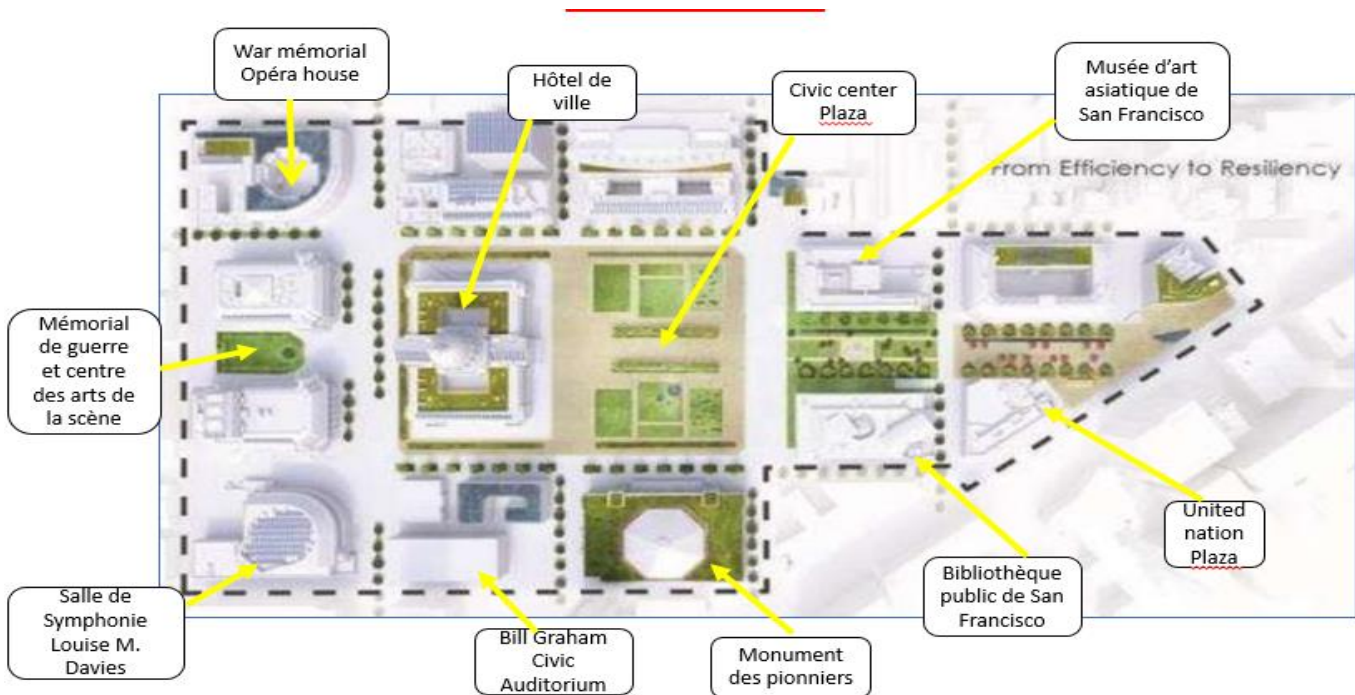 War mémorial
Opéra house
Hôtel de
ville
Civic center
Plaza
Musée d’art
asiatique de
San Francisco
From Efficiency to Resiliency
Mémorial
de guerre
et centre
des arts de
la scène
United
nation
Plaza
Salle de
Symphonie
Louise M.
Davies
Bill Graham
Civic
Auditorium
Monument
des pionniers
Bibliothèque
public de San
Francisco